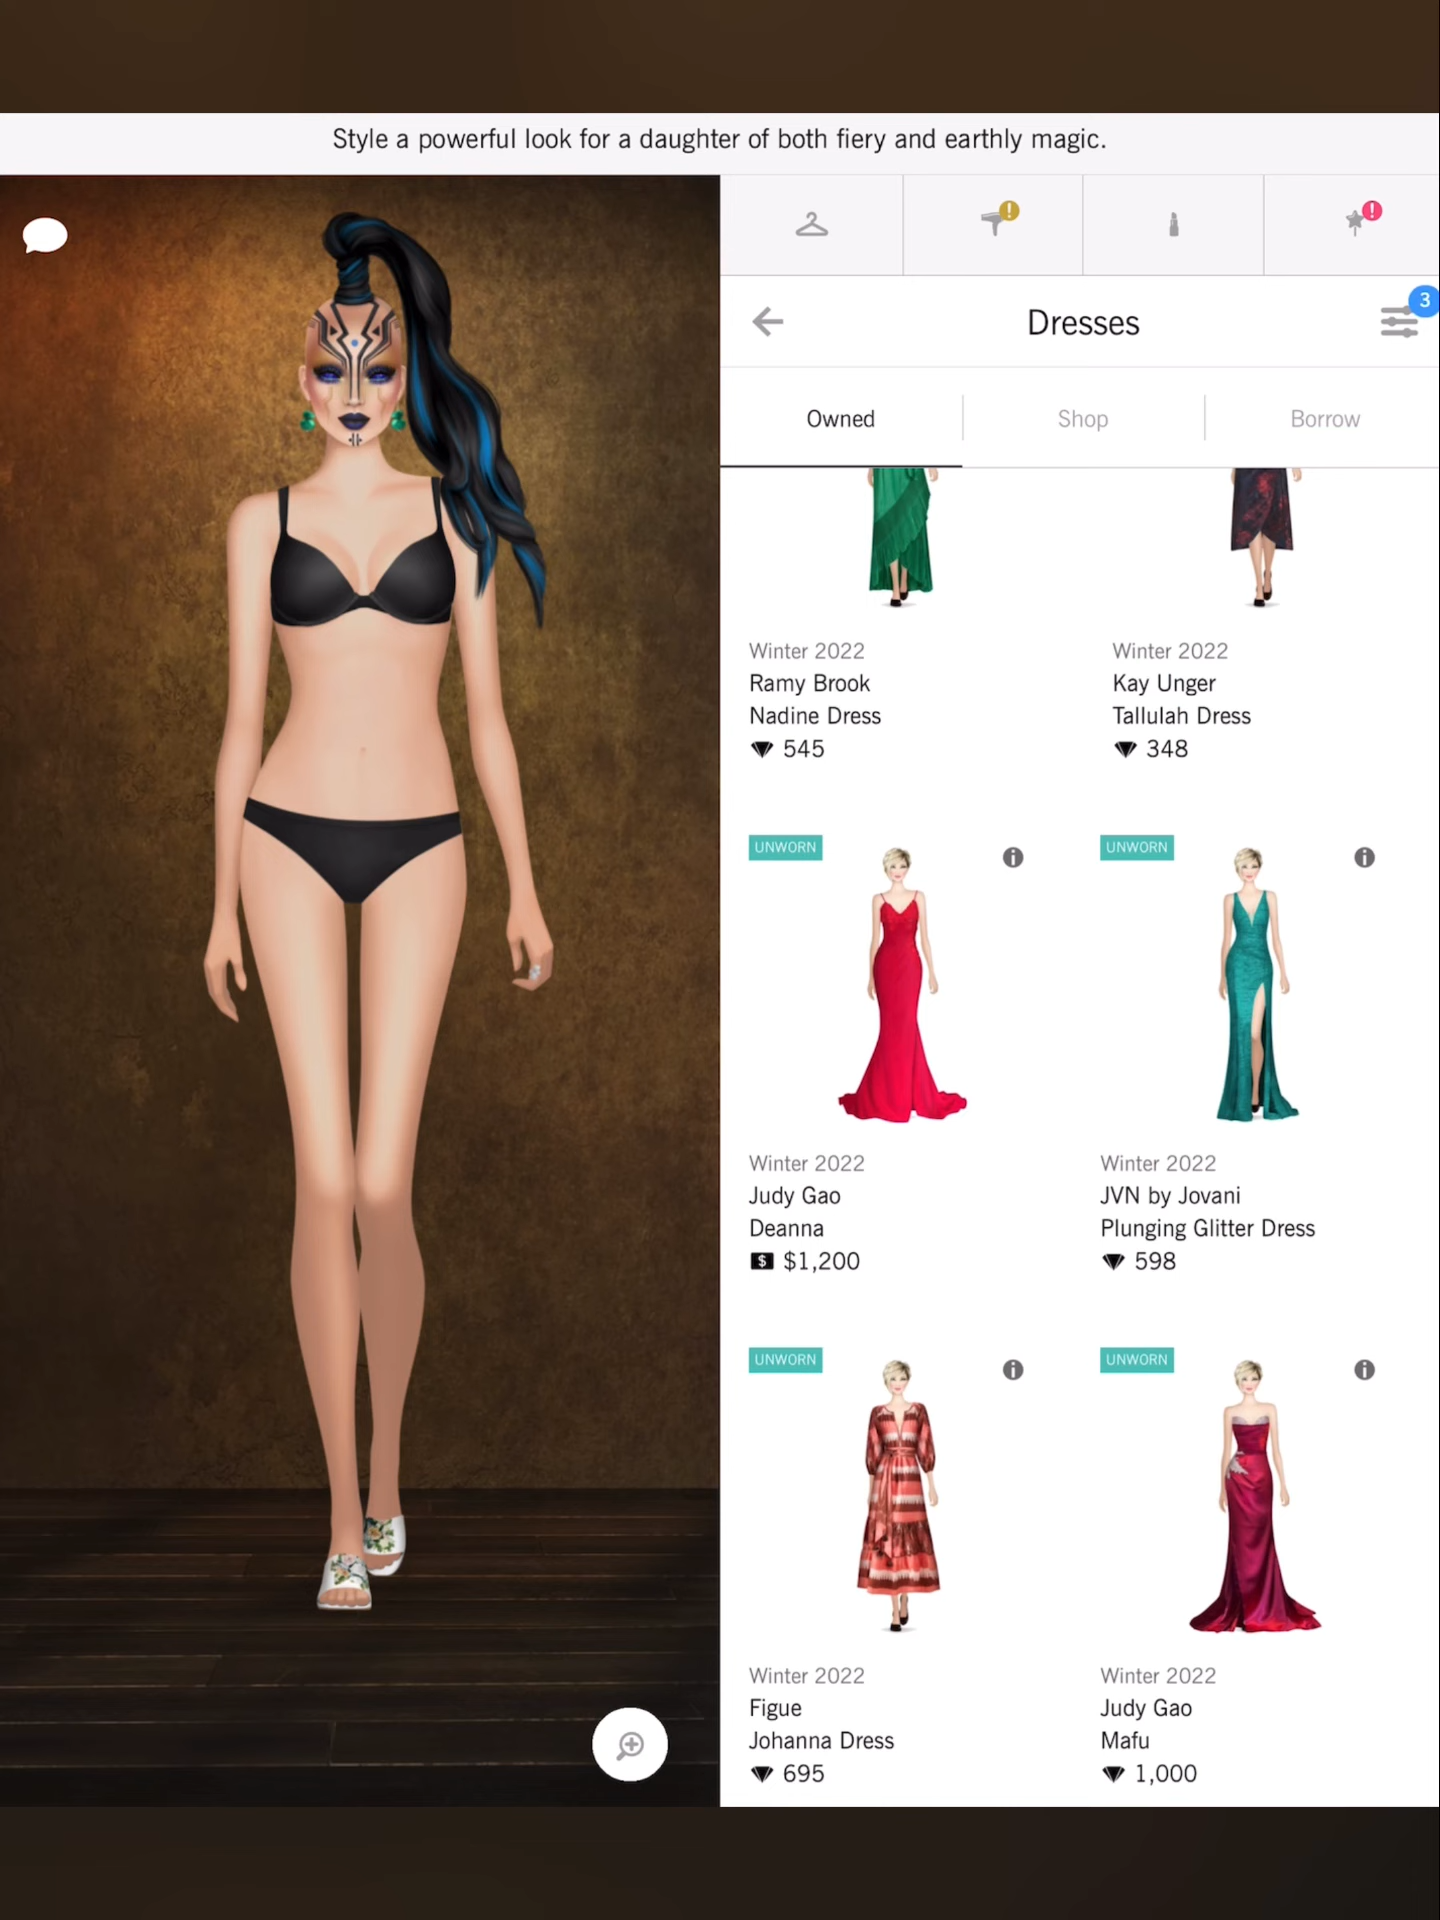 Style a powerful look for a daughter of both fiery and earthly magic.
!
!
Dresses
3
Owned
Shop
Borrow
Winter 2022
Ramy Brook
Nadine Dress
545
Winter 2022
Kay Unger
Tallulah Dress
348
UNWORN
i
UNWORN
i
Winter 2022
Judy Gao
Deanna
$ $1,200
Winter 2022
JVN by Jovani
Plunging Glitter Dress
598
UNWORN
i
UNWORN
i
Winter 2022
Figue
Johanna Dress
695
Winter 2022
Judy Gao
Mafu
1,000